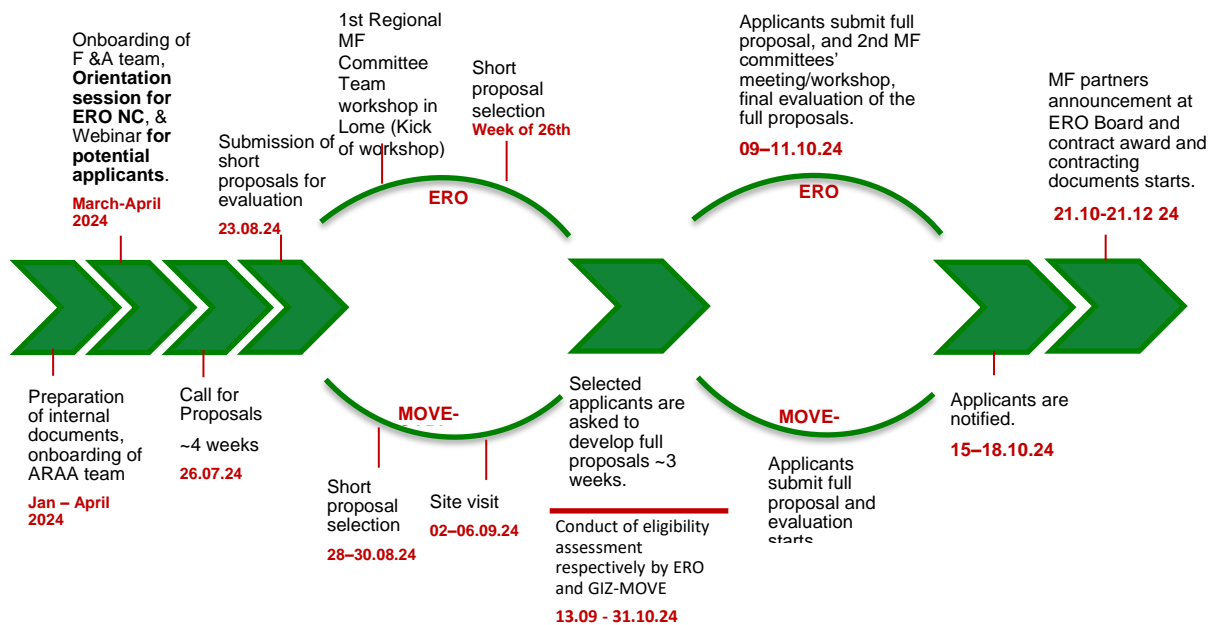 Onboarding of
F &A team,
Orientation
session for
ERO NC, &
Webinar for
potential
applicants.
March-April
2024
Submission of
short
proposals for
evaluation
23.08.24
1st Regional
MF
Committee
Team
workshop in
Lome (Kick
of workshop)
Short
proposal
selection
Week of 26th
ERO
Applicants submit full
proposal, and 2nd MF
committees’
meeting/workshop,
final evaluation of the
full proposals.
09–11.10.24
ERO
MF partners
announcement at
ERO Board and
contract award and
contracting
documents starts.
21.10-21.12 24
Preparation
of internal
documents,
onboarding of
ARAA team
Jan – April
2024
Call for
Proposals
~4 weeks
26.07.24
MOVE-
Short
proposal
selection
28–30.08.24
Site visit
02–06.09.24
Selected
applicants are
asked to
develop full
proposals ~3
weeks.
Conduct of eligibility
assessment
respectively by ERO
and GIZ-MOVE
13.09 - 31.10.24
MOVE-
Applicants
submit full
proposal and
evaluation
starts
Applicants are
notified.
15–18.10.24